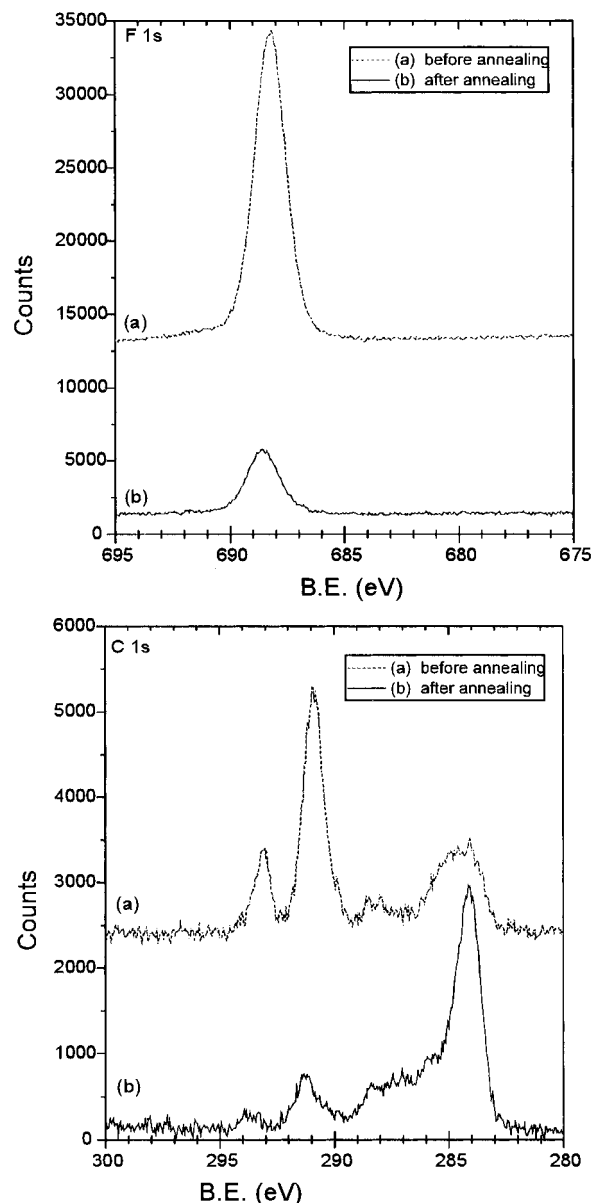 F 1s
(a) before annealing
(b) after annealing
35000
30000
25000
20000
15000
10000
5000
0
Counts
(a)
(b)
695
690
685
680
675
B.E. (eV)
C 1s
(a) before annealing
(b) after annealing
6000
5000
4000
3000
2000
1000
0
Counts
(a)
(b)
300
295
290
285
280
B.E. (eV)